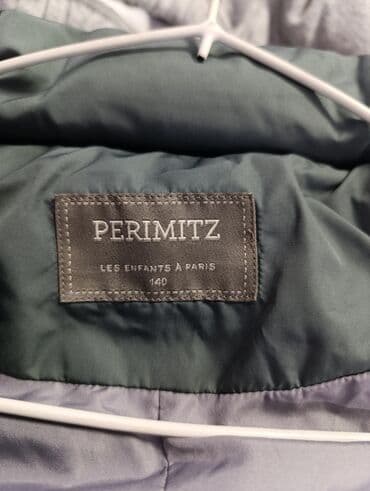 PERIMITZ
LES ENFANTS À PARIS
140